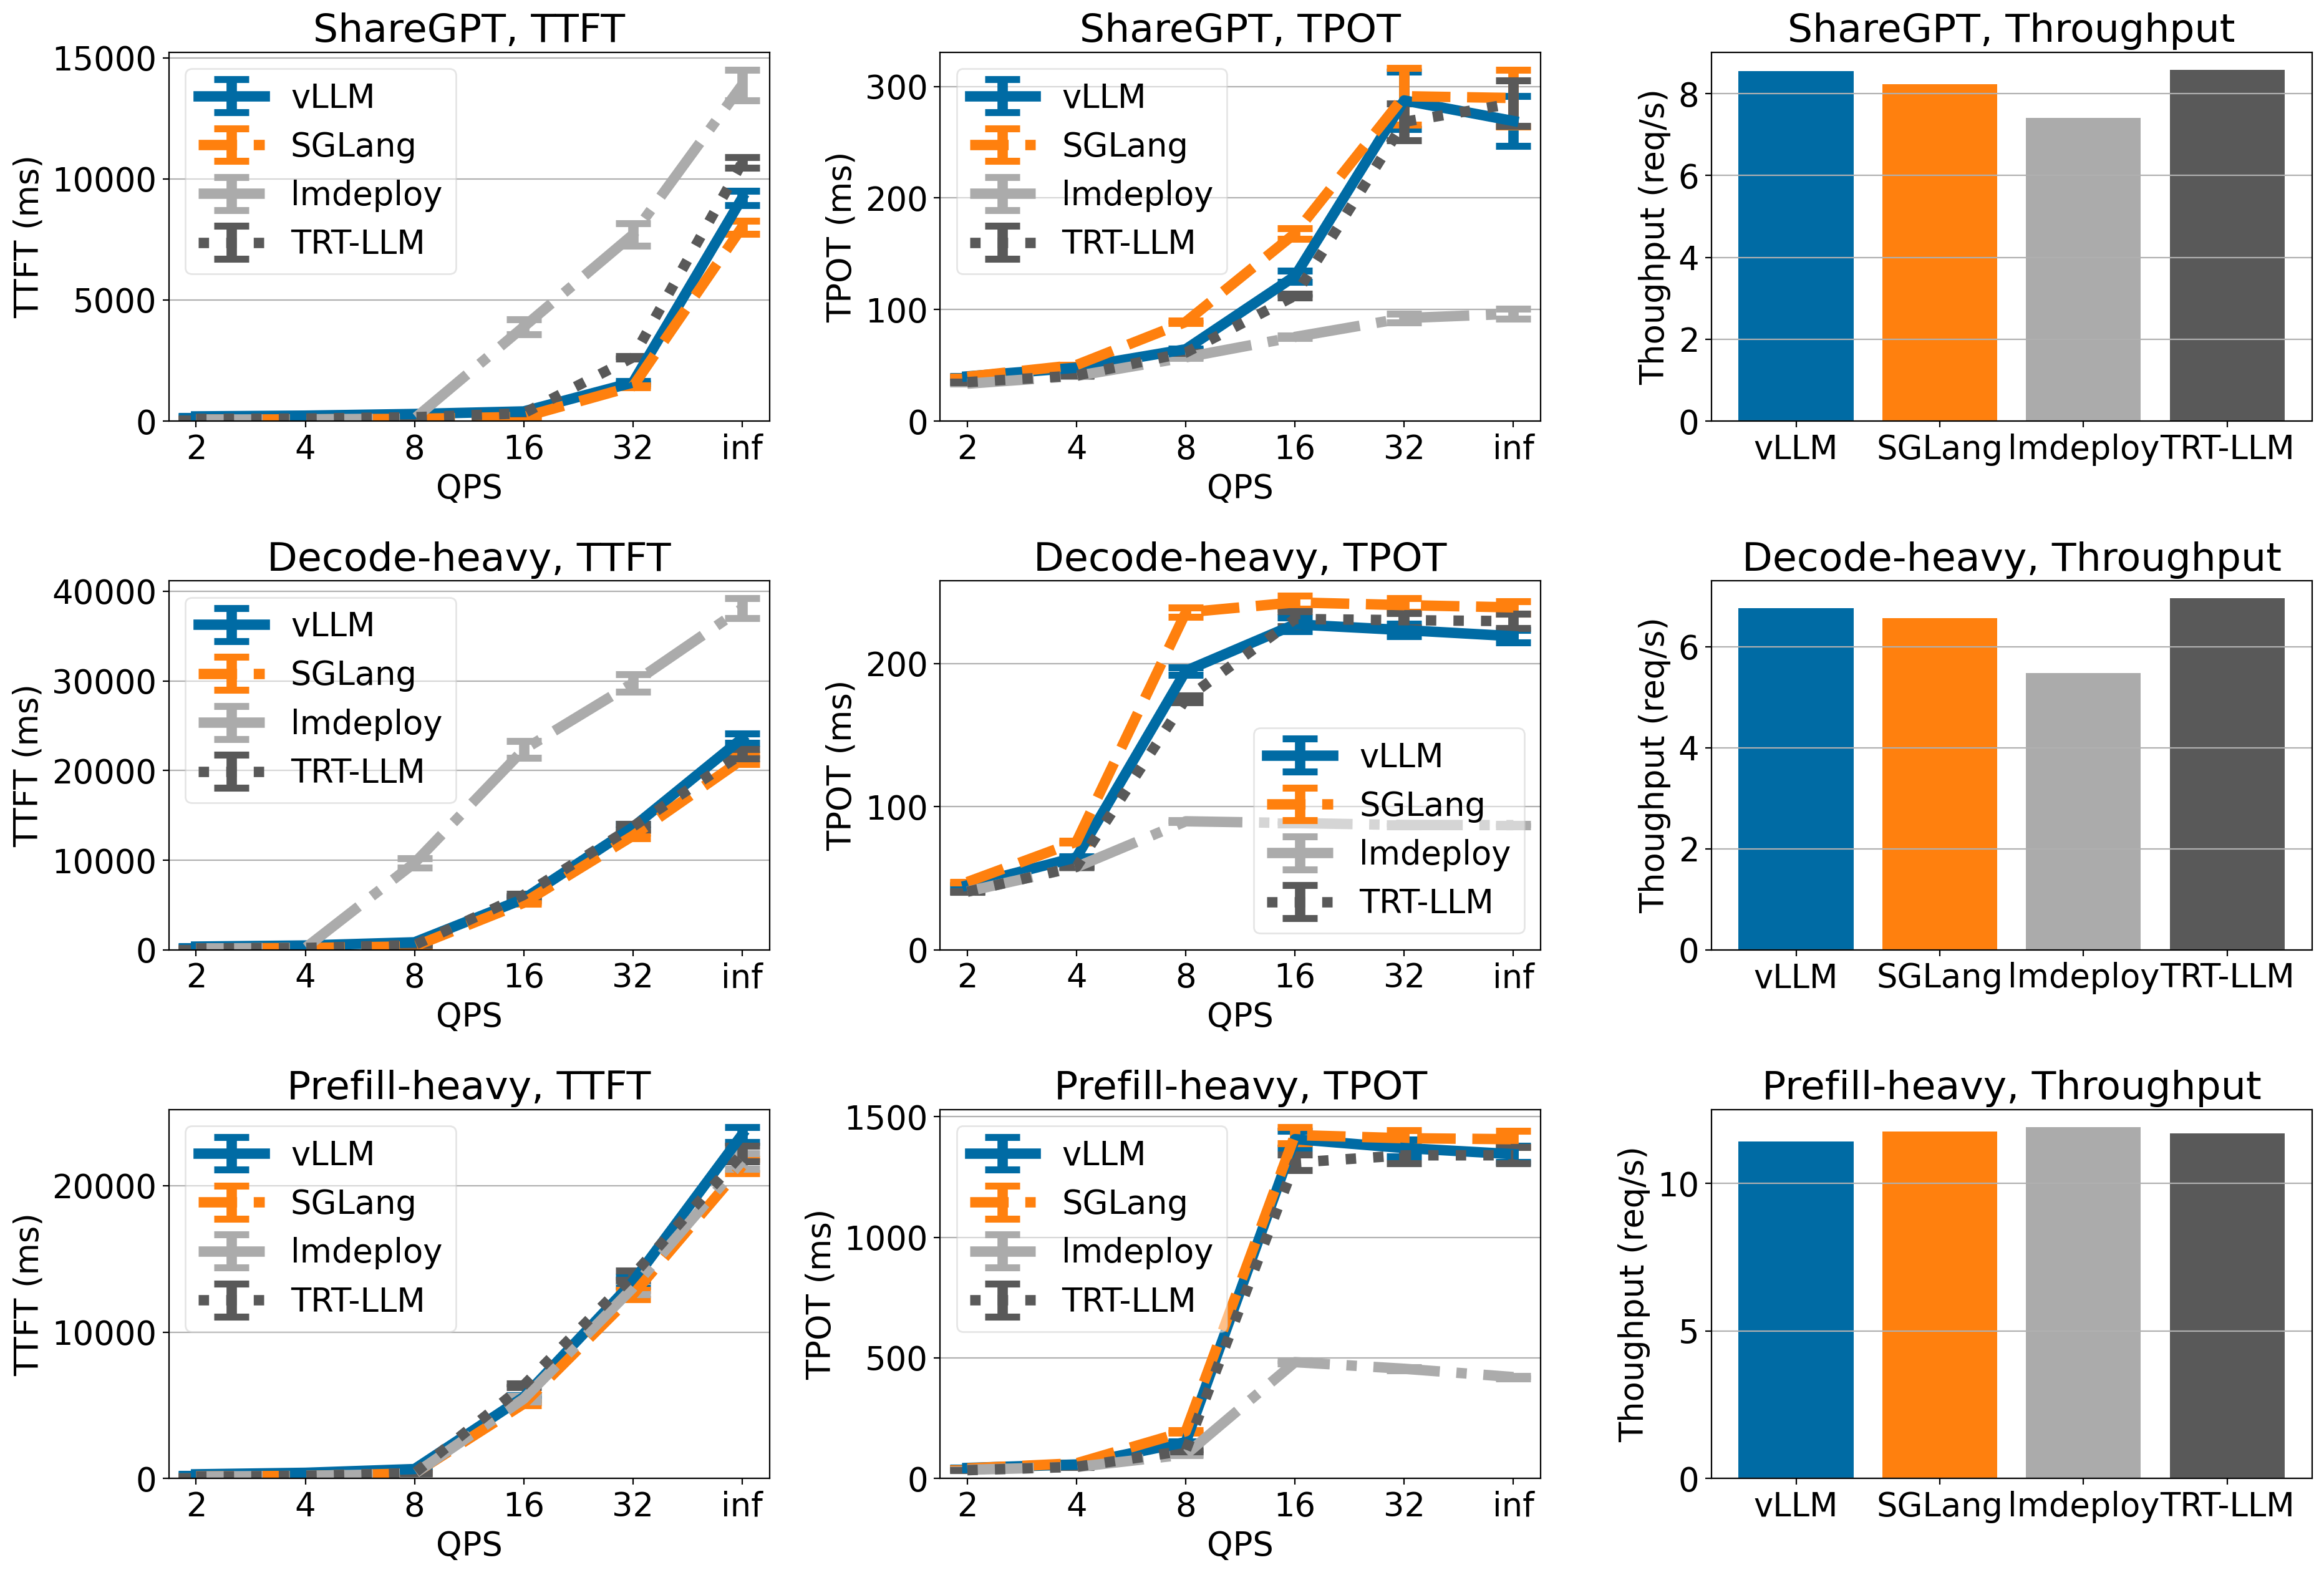 ShareGPT, TTFT
TTFT (ms)
15000
10000
5000
0
vLLM
SGLang
lmdeploy
TRT-LLM
2 4 8 16 32 inf
QPS
ShareGPT, TPOT
TPOT (ms)
300
200
100
0
vLLM
SGLang
lmdeploy
TRT-LLM
2 4 8 16 32 inf
QPS
ShareGPT, Throughput
Thoughput (req/s)
8
6
4
2
0
vLLM SGLang lmdeploy TRT-LLM
Decode-heavy, TTFT
TTFT (ms)
40000
30000
20000
10000
0
vLLM
SGLang
lmdeploy
TRT-LLM
2 4 8 16 32 inf
QPS
Decode-heavy, TPOT
TPOT (ms)
200
100
0
vLLM
SGLang
lmdeploy
TRT-LLM
2 4 8 16 32 inf
QPS
Decode-heavy, Throughput
Thoughput (req/s)
6
4
2
0
vLLM SGLang lmdeploy TRT-LLM
Prefill-heavy, TTFT
TTFT (ms)
20000
10000
0
vLLM
SGLang
lmdeploy
TRT-LLM
2 4 8 16 32 inf
QPS
Prefill-heavy, TPOT
TPOT (ms)
1500
1000
500
0
vLLM
SGLang
lmdeploy
TRT-LLM
2 4 8 16 32 inf
QPS
Prefill-heavy, Throughput
Thoughput (req/s)
10
5
0
vLLM SGLang lmdeploy TRT-LLM